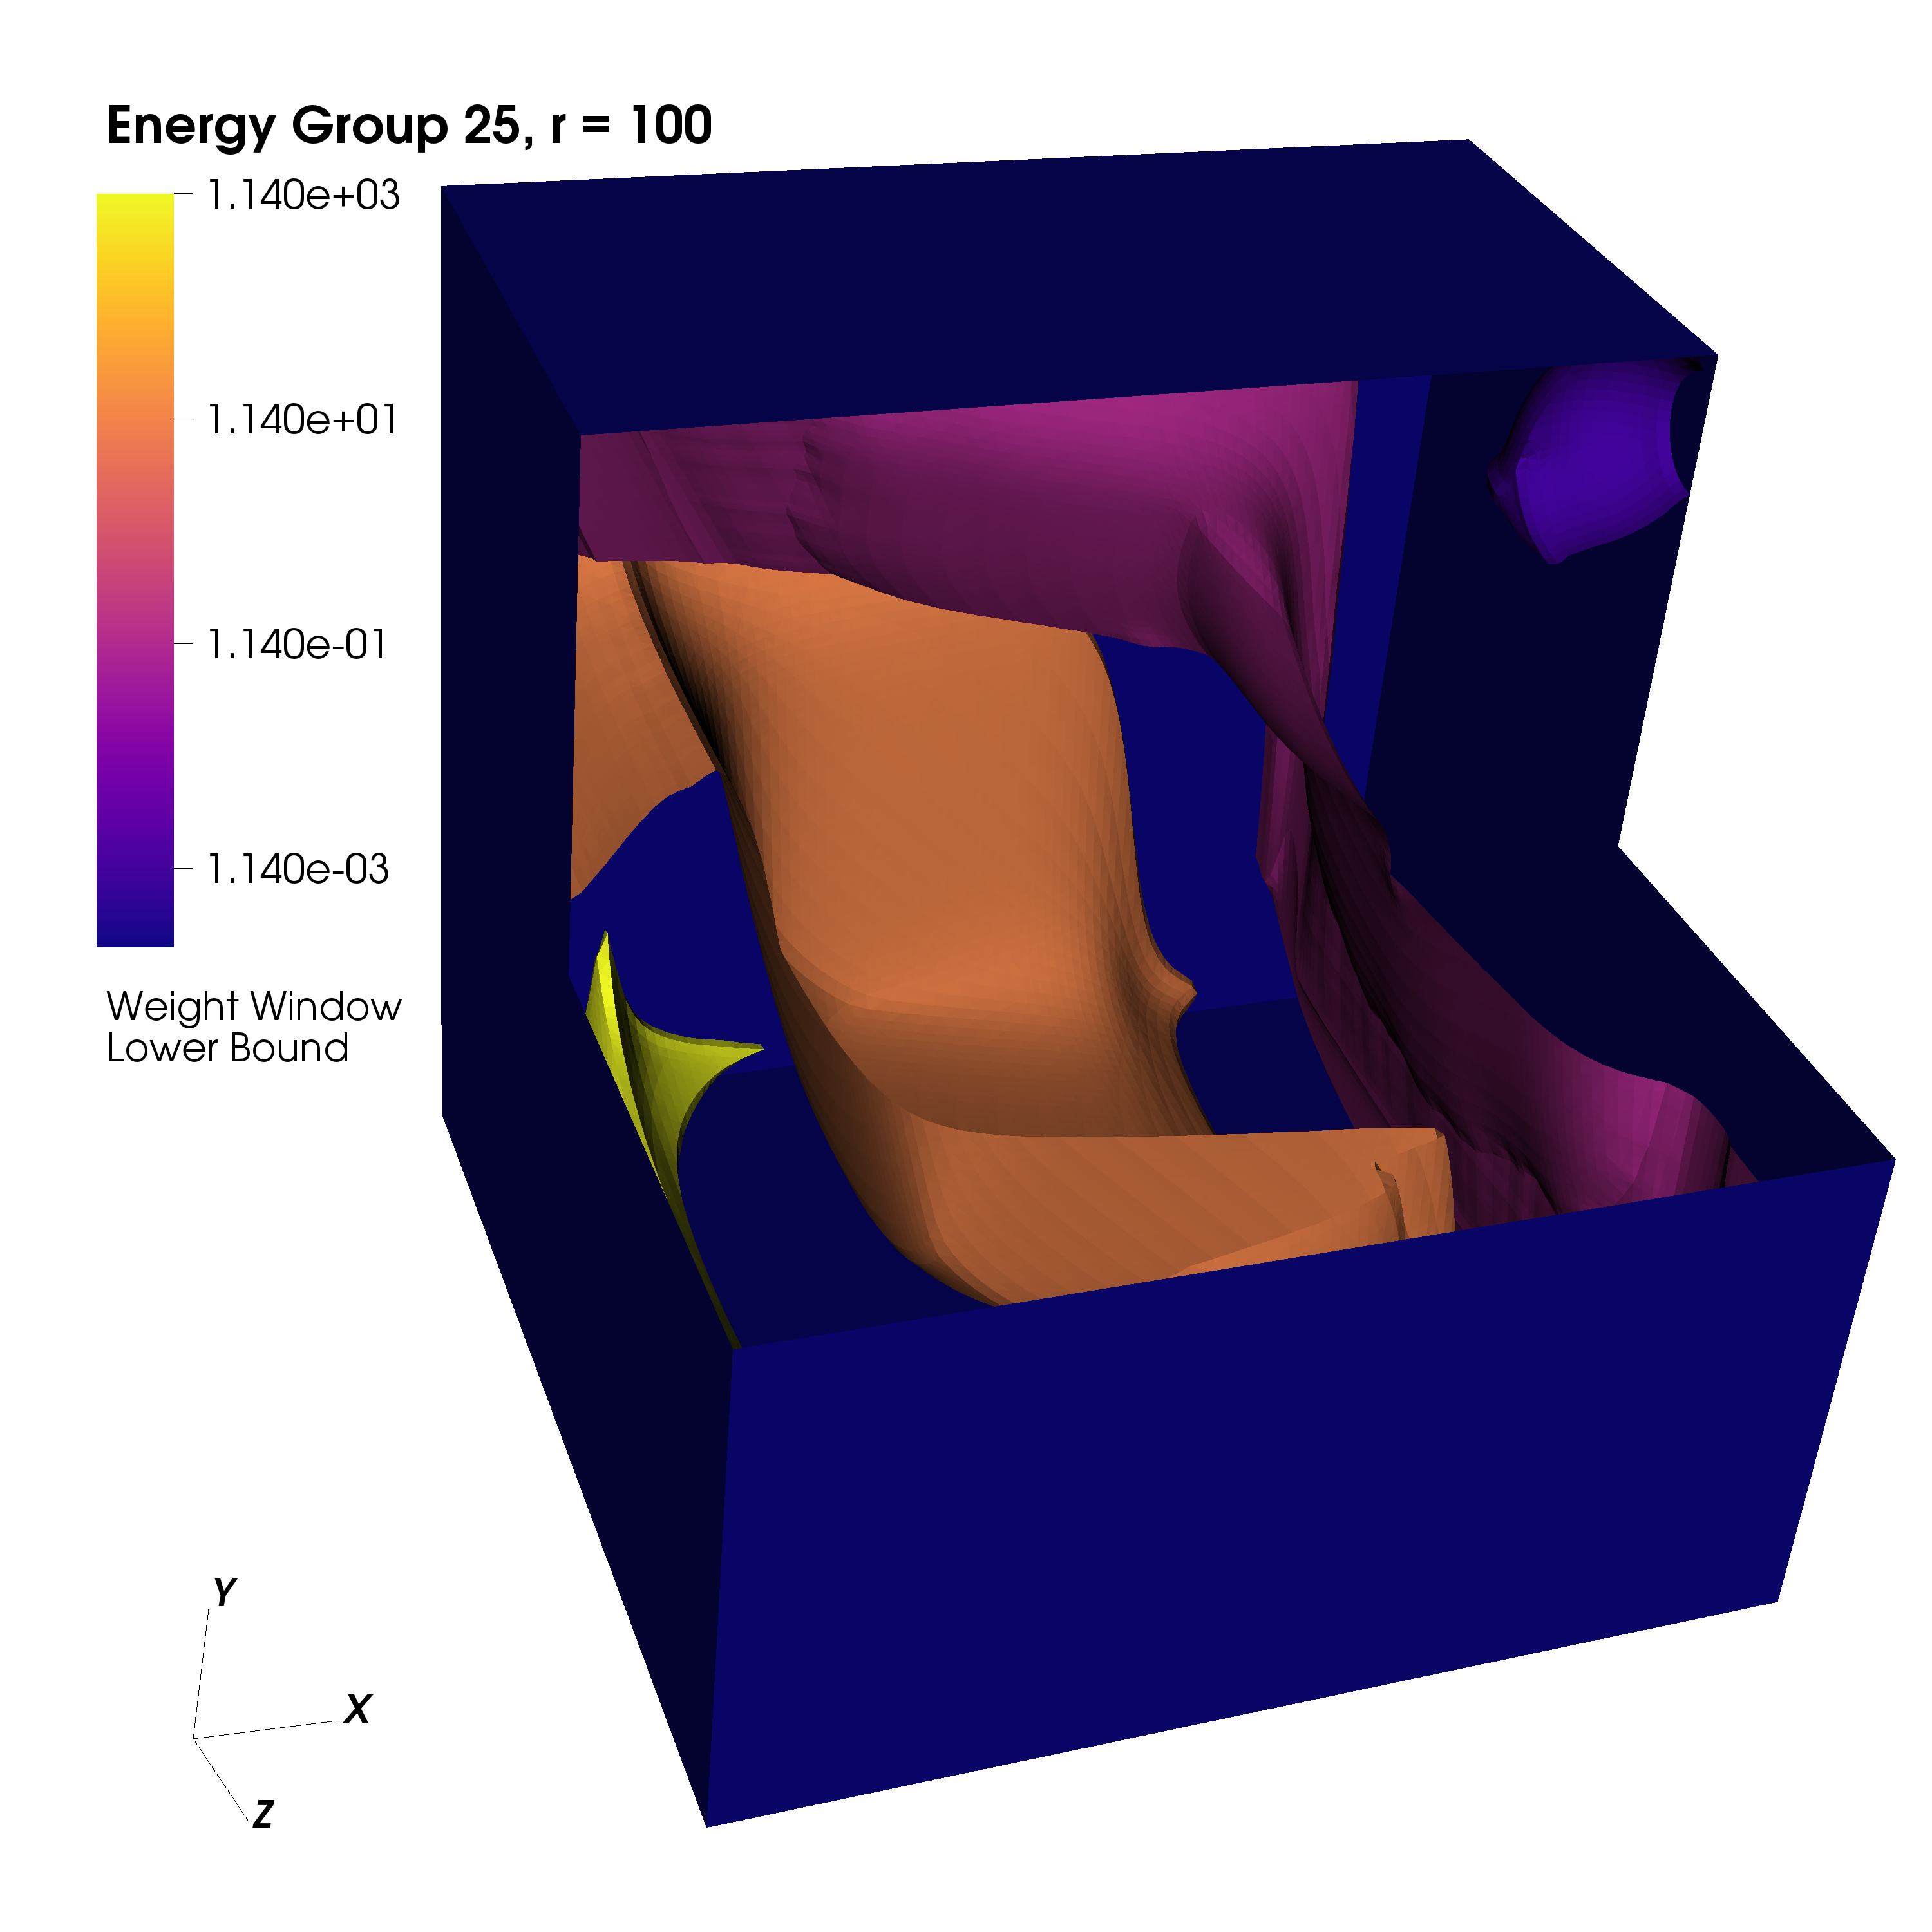 Energy Group 25, r = 100
1.140e+03
1.140e+01
1.140e-01
1.140e-03
Weight Window
Lower Bound
Y
X
Z